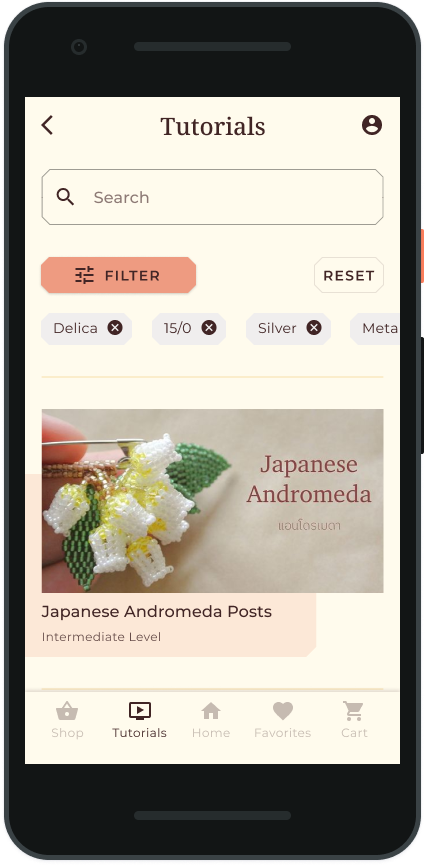 Tutorials
Search
FILTER
RESET
Delica
15/0
Silver
Meta
Japanese
Andromeda
แอนโดรเมดา
Japanese Andromeda Posts
Intermediate Level
Shop
Tutorials
Home
Favorites
Cart